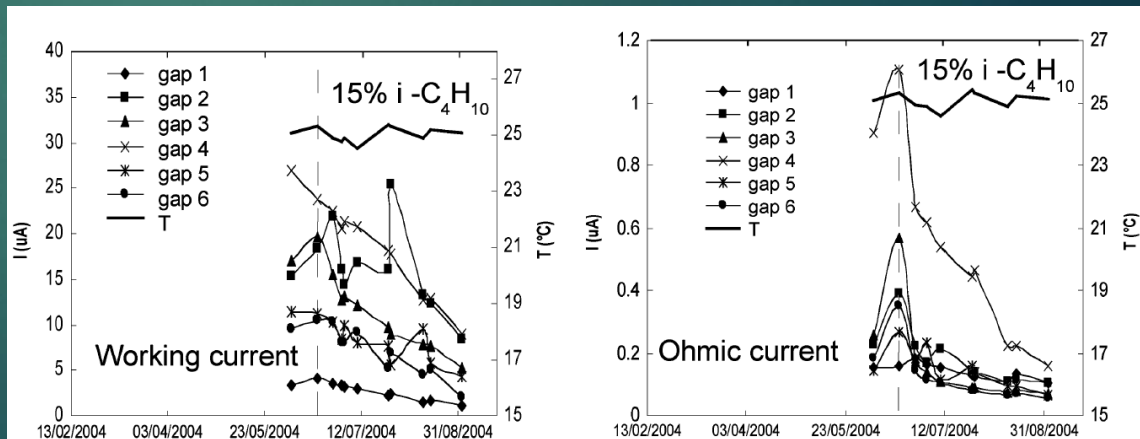 40
35
30
25
20
15
10
5
0
I (uA)
gap 1
gap 2
gap 3
gap 4
gap 5
gap 6
T
15% i -C4H10
Working current
27
25
23
21
19
17
15
T (ºC)
13/02/2004 03/04/2004 23/05/2004 12/07/2004 31/08/2004
1.2
1
0.8
0.6
0.4
0.2
0
I (uA)
gap 1
gap 2
gap 3
gap 4
gap 5
gap 6
T
15% i -C4H10
Ohmic current
27
25
23
21
19
17
15
T (ºC)
13/02/2004 03/04/2004 23/05/2004 12/07/2004 31/08/2004